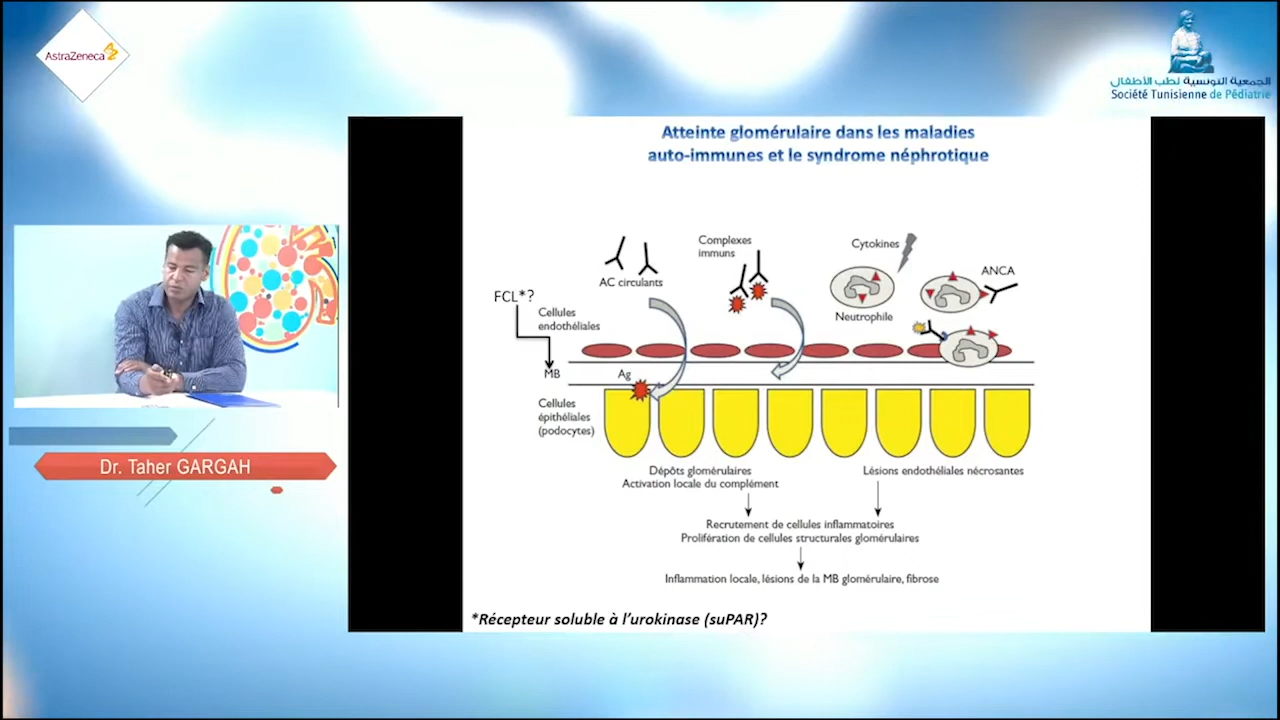 AstraZeneca
الجمعية التونسية لطب الأطفال
Société Tunisienne de Pédiatrie
Atteinte glomérulaire dans les maladies
auto-immunes et le syndrome néphrotique
Complexes
immuns
Cytokines
ANCA
AC circulants
FCL*?
Neutrophile
Cellules
endothéliales
MB
Ag
Cellules
épithéliales
(podocytes)
Dépôts glomérulaires
Activation locale du complément
Lésions endothéliales nécrosantes
Recrutement de cellules inflammatoires
Prolifération de cellules structurales glomérulaires
Inflammation locale, lésions de la MB glomérulaire, fibrose
*Récepteur soluble à l'urokinase (suPAR)?
Dr. Taher GARGAH